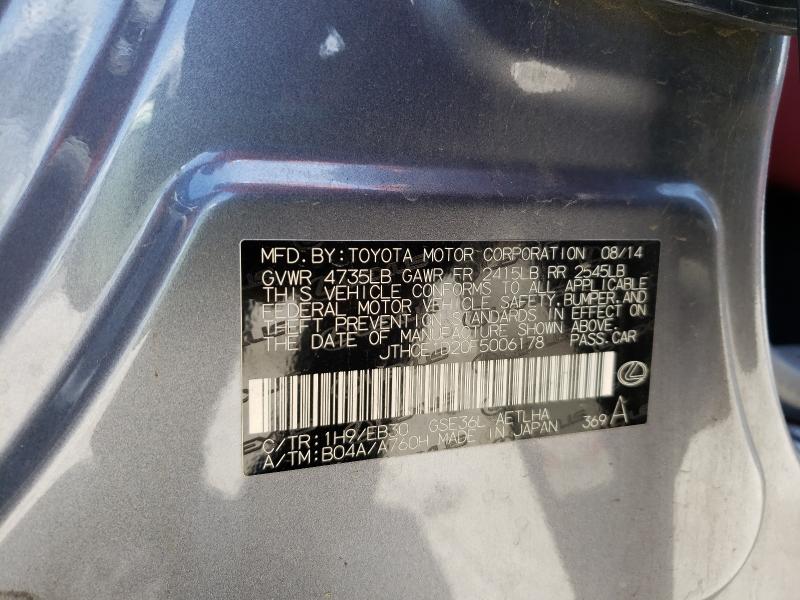 MFD.BY:TOYOTA MOTOR CORPORATION 08/14
GVWR 4735LB GAWR FR 2415LB RR 2545LB
THIS VEHICLE CONFORMS TO ALL APPLICABLE
FEDERAL MOTOR VEHICLE SAFETY, BUMPER, AND
THEFT PREVENTION STANDARDS IN EFFECT ON
THE DATE OF MANUFACTURE SHOWN ABOVE.
JTHCE1D20F5006178 PASS.CAR
C/TR:1H9/EB30 GSE36L AETLHA 369 A
A/TM:B04A/A760H MADE IN JAPAN